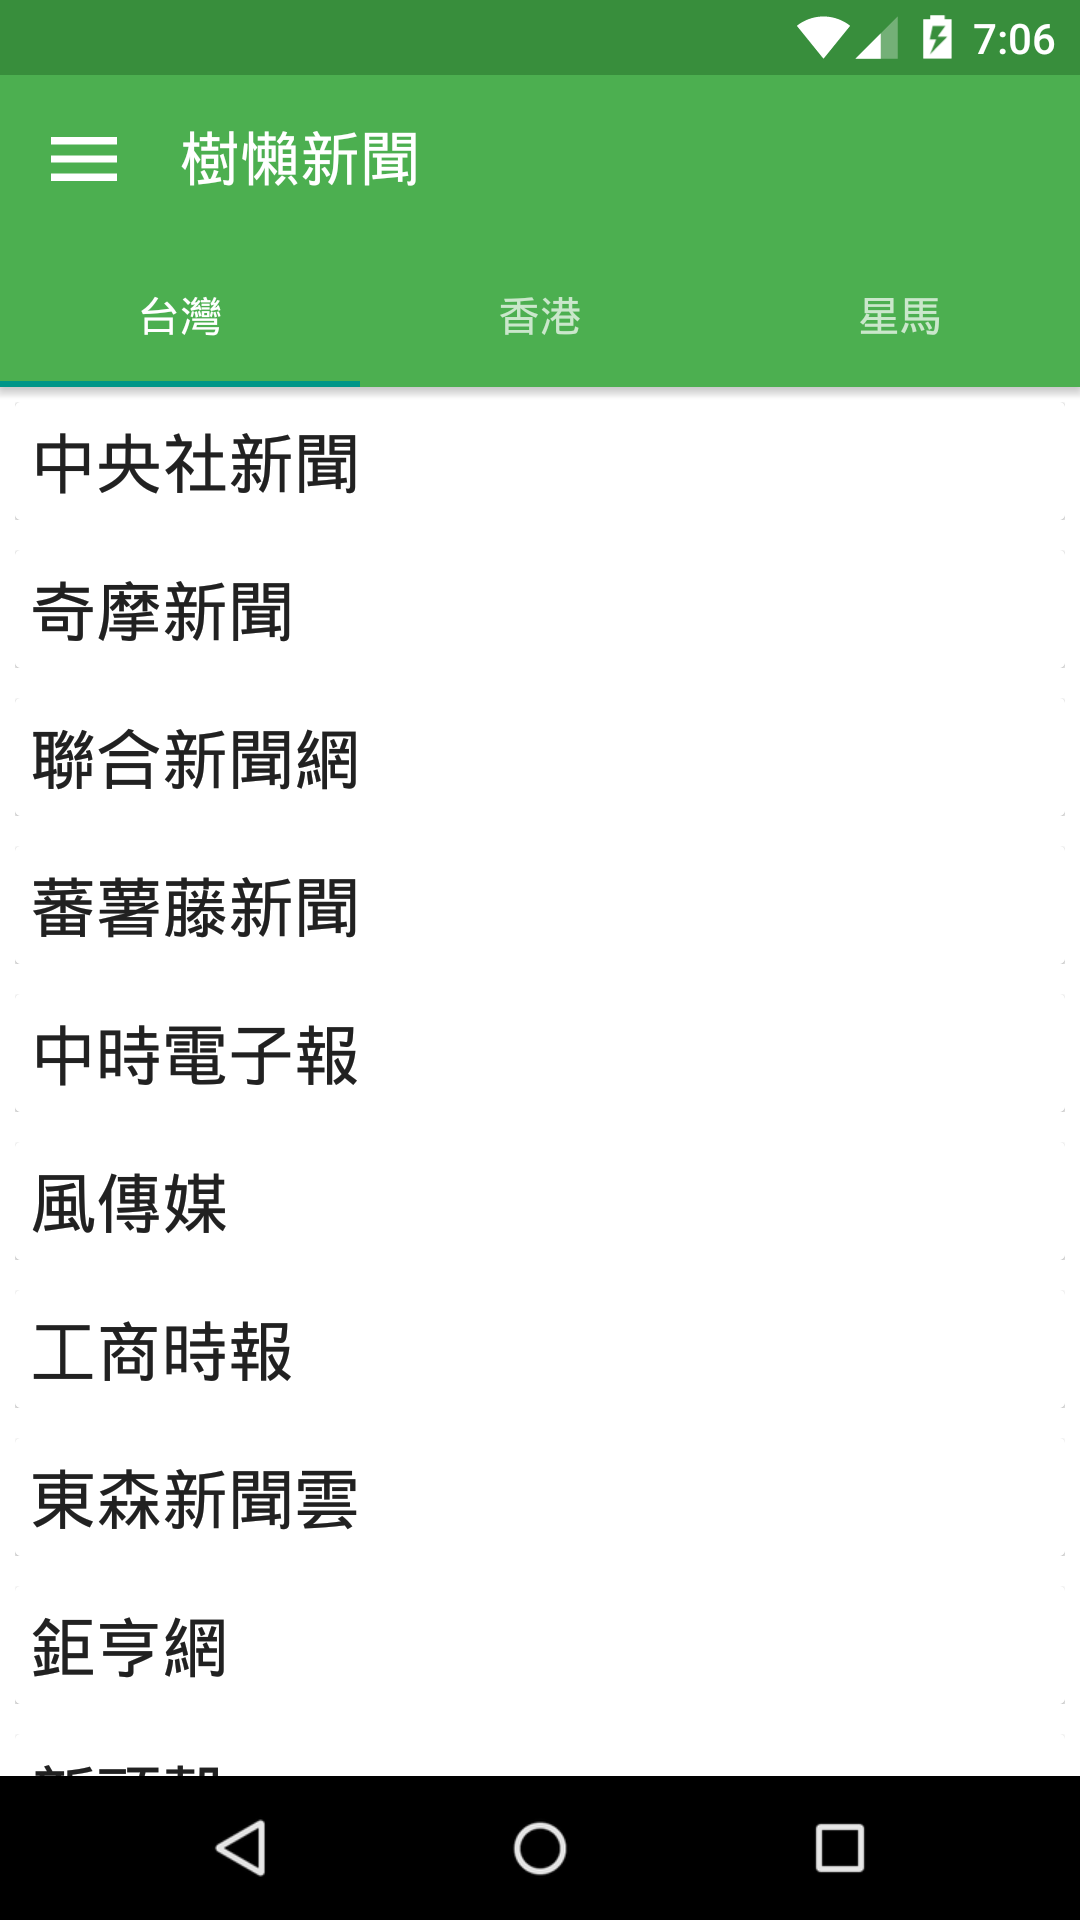 7:06
樹懶新聞
台灣 香港 星馬
中央社新聞
奇摩新聞
聯合新聞網
蕃薯藤新聞
中時電子報
風傳媒
工商時報
東森新聞雲
鉅亨網